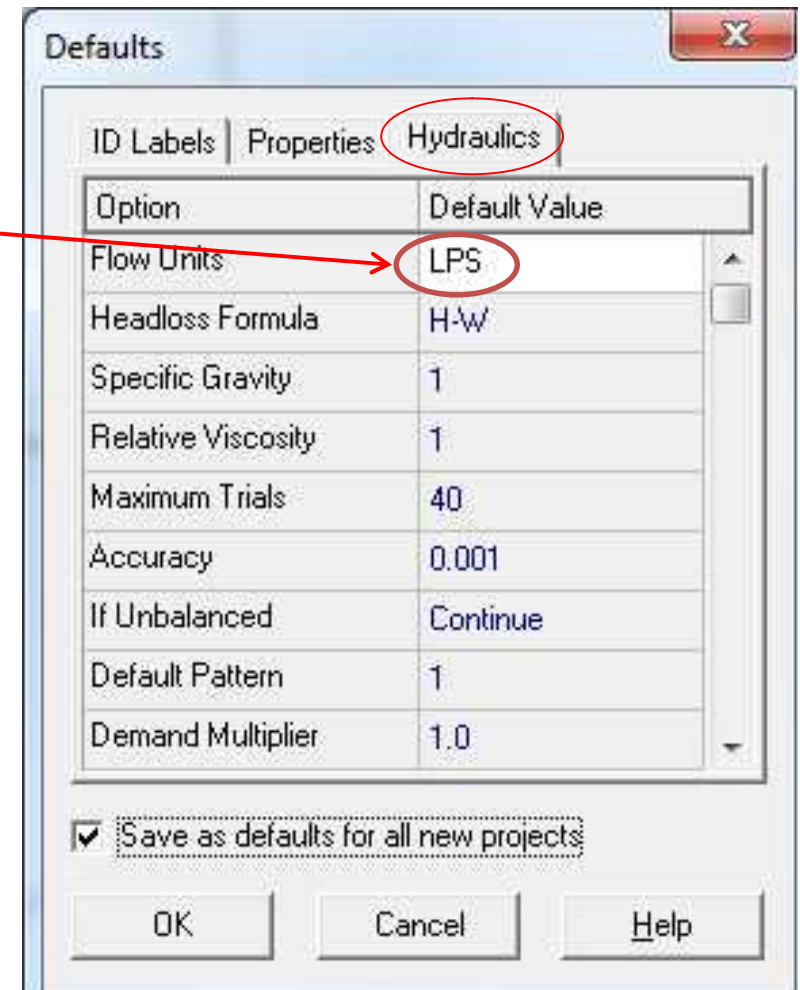 Defaults
ID Labels Properties Hydraulics
Option Default Value
Flow Units LPS
Headloss Formula H-W
Specific Gravity 1
Relative Viscosity 1
Maximum Trials 40
Accuracy 0.001
If Unbalanced Continue
Default Pattern 1
Demand Multiplier 1.0
Save as defaults for all new projects
OK Cancel Help